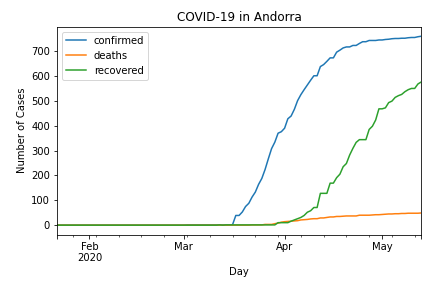 COVID-19 in Andorra
confirmed
deaths
recovered
Number of Cases
700
600
500
400
300
200
100
0
Feb
2020
Mar
Apr
May
Day